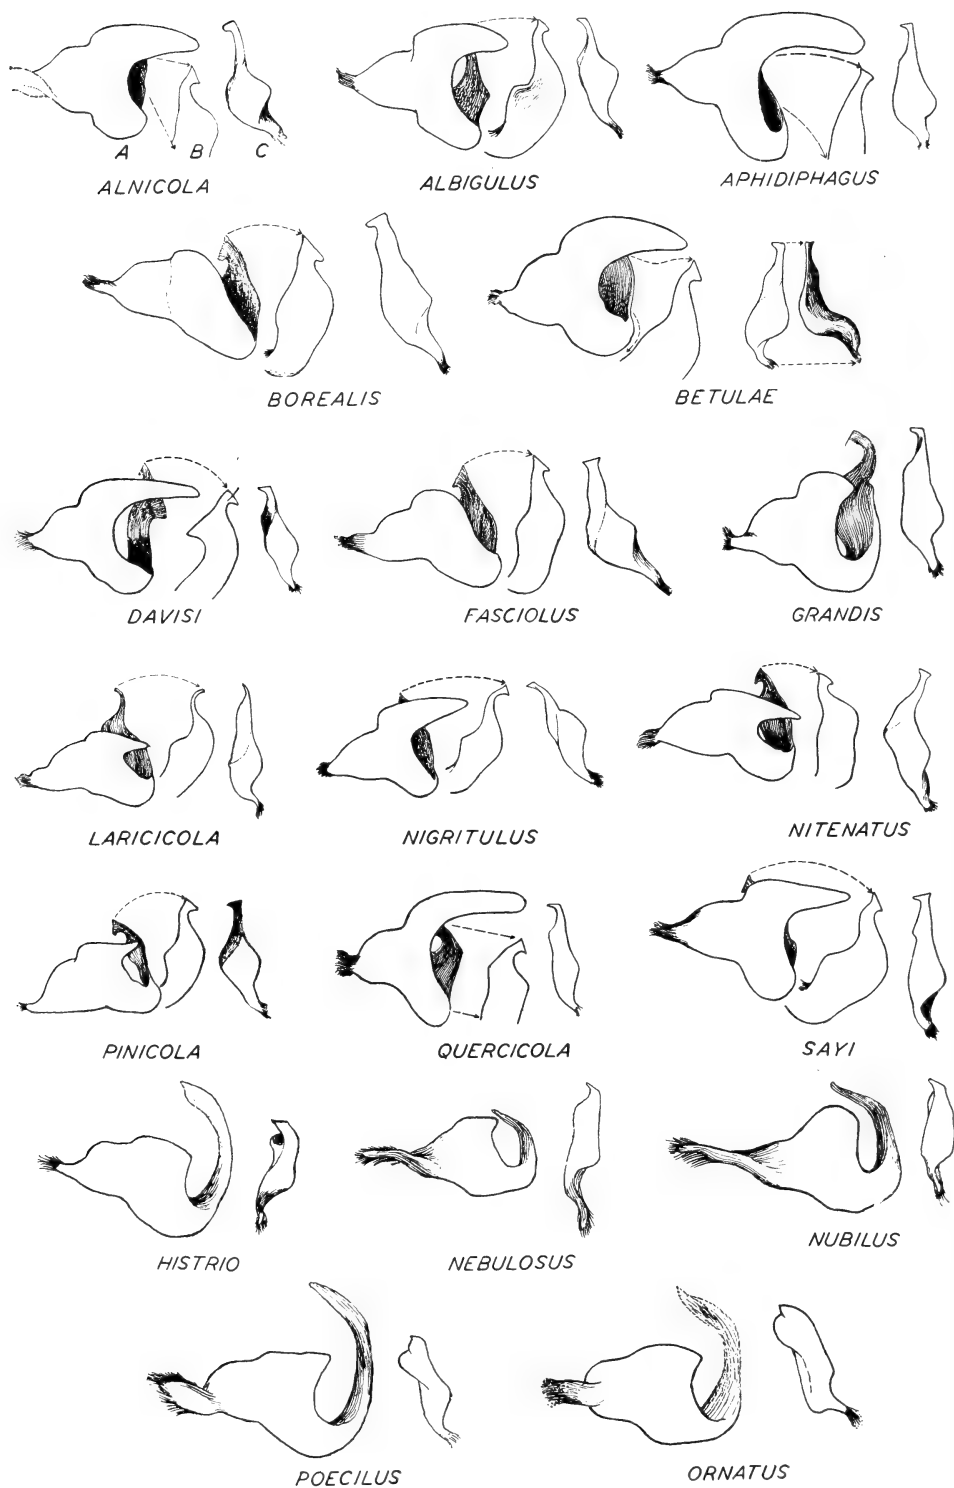 A B C
ALNICOLA
ALBIGULUS
APHIDIPHAGUS
BOREALIS
BETULAE
DAVISI
FASCIOLUS
GRANDIS
LARICICOLA
NIGRITULUS
NITENATUS
PINICOLA
QUERCICOLA
SAYI
HISTRIO
NEBULOSUS
NUBILUS
POECILUS
ORNATUS